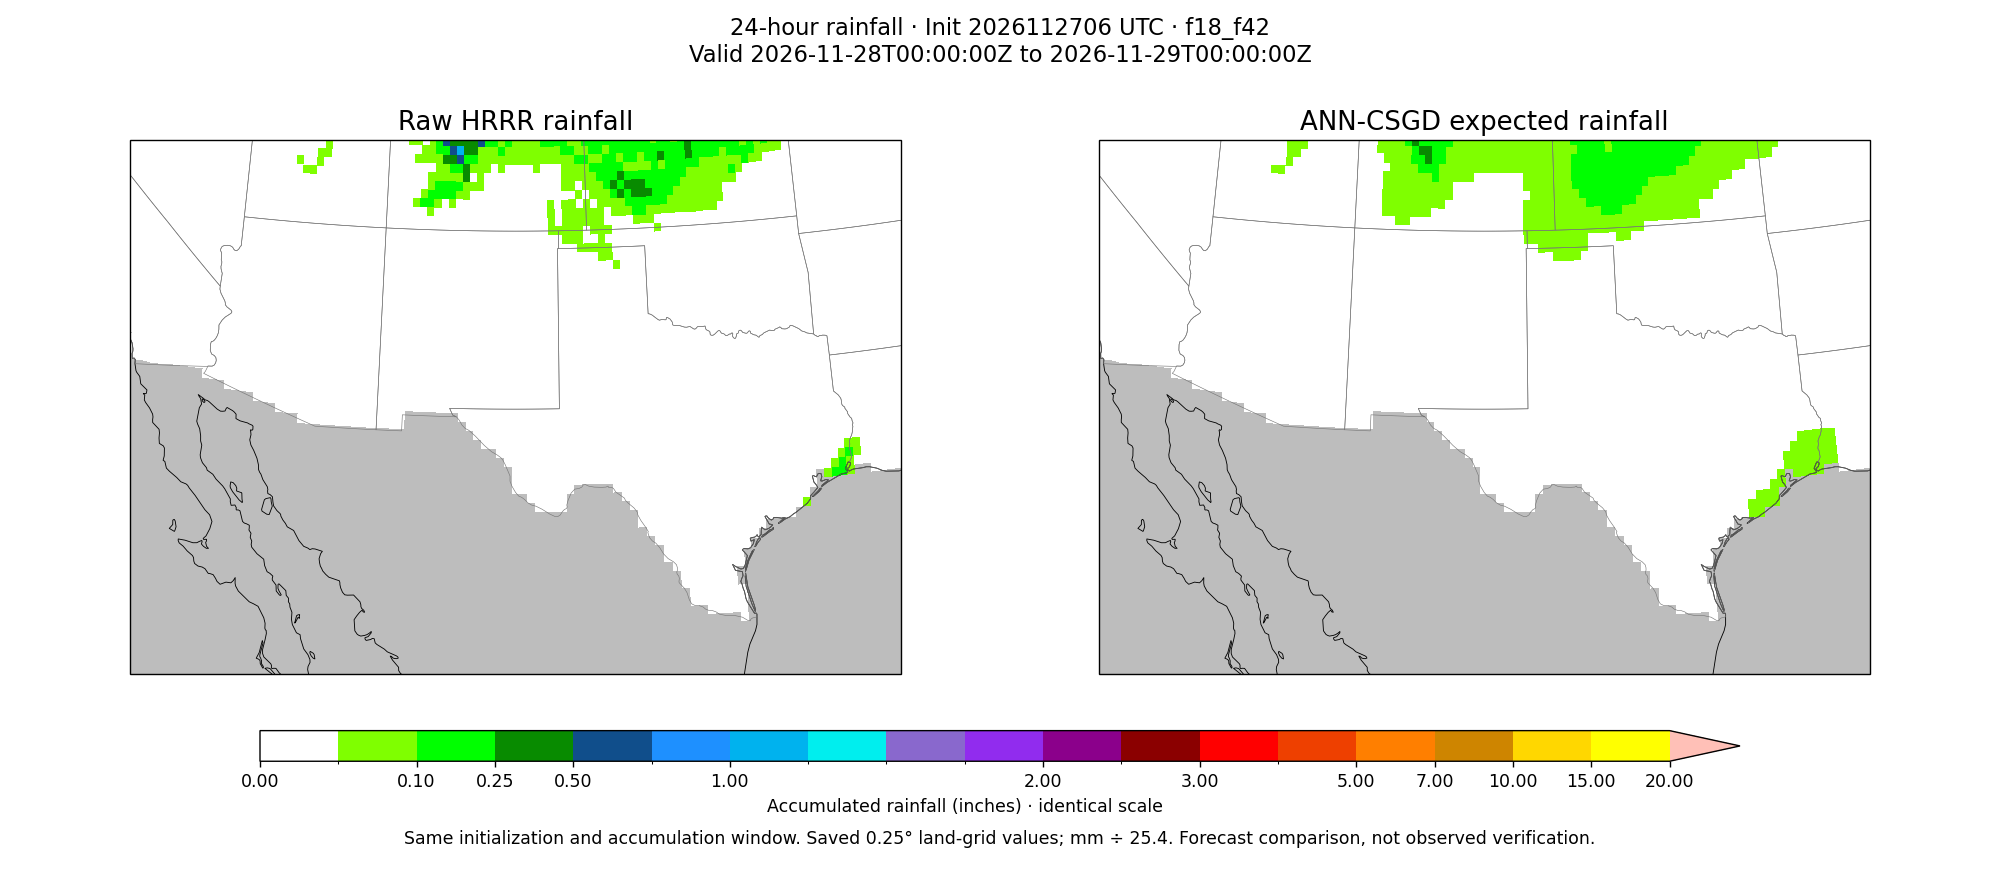 24-hour rainfall · Init 2026112706 UTC · f18_f42
Valid 2026-11-28T00:00:00Z to 2026-11-29T00:00:00Z
Raw HRRR rainfall
ANN-CSGD expected rainfall
0.00 0.10 0.25 0.50 1.00 2.00 3.00 5.00 7.00 10.00 15.00 20.00
Accumulated rainfall (inches) · identical scale
Same initialization and accumulation window. Saved 0.25° land-grid values; mm ÷ 25.4. Forecast comparison, not observed verification.